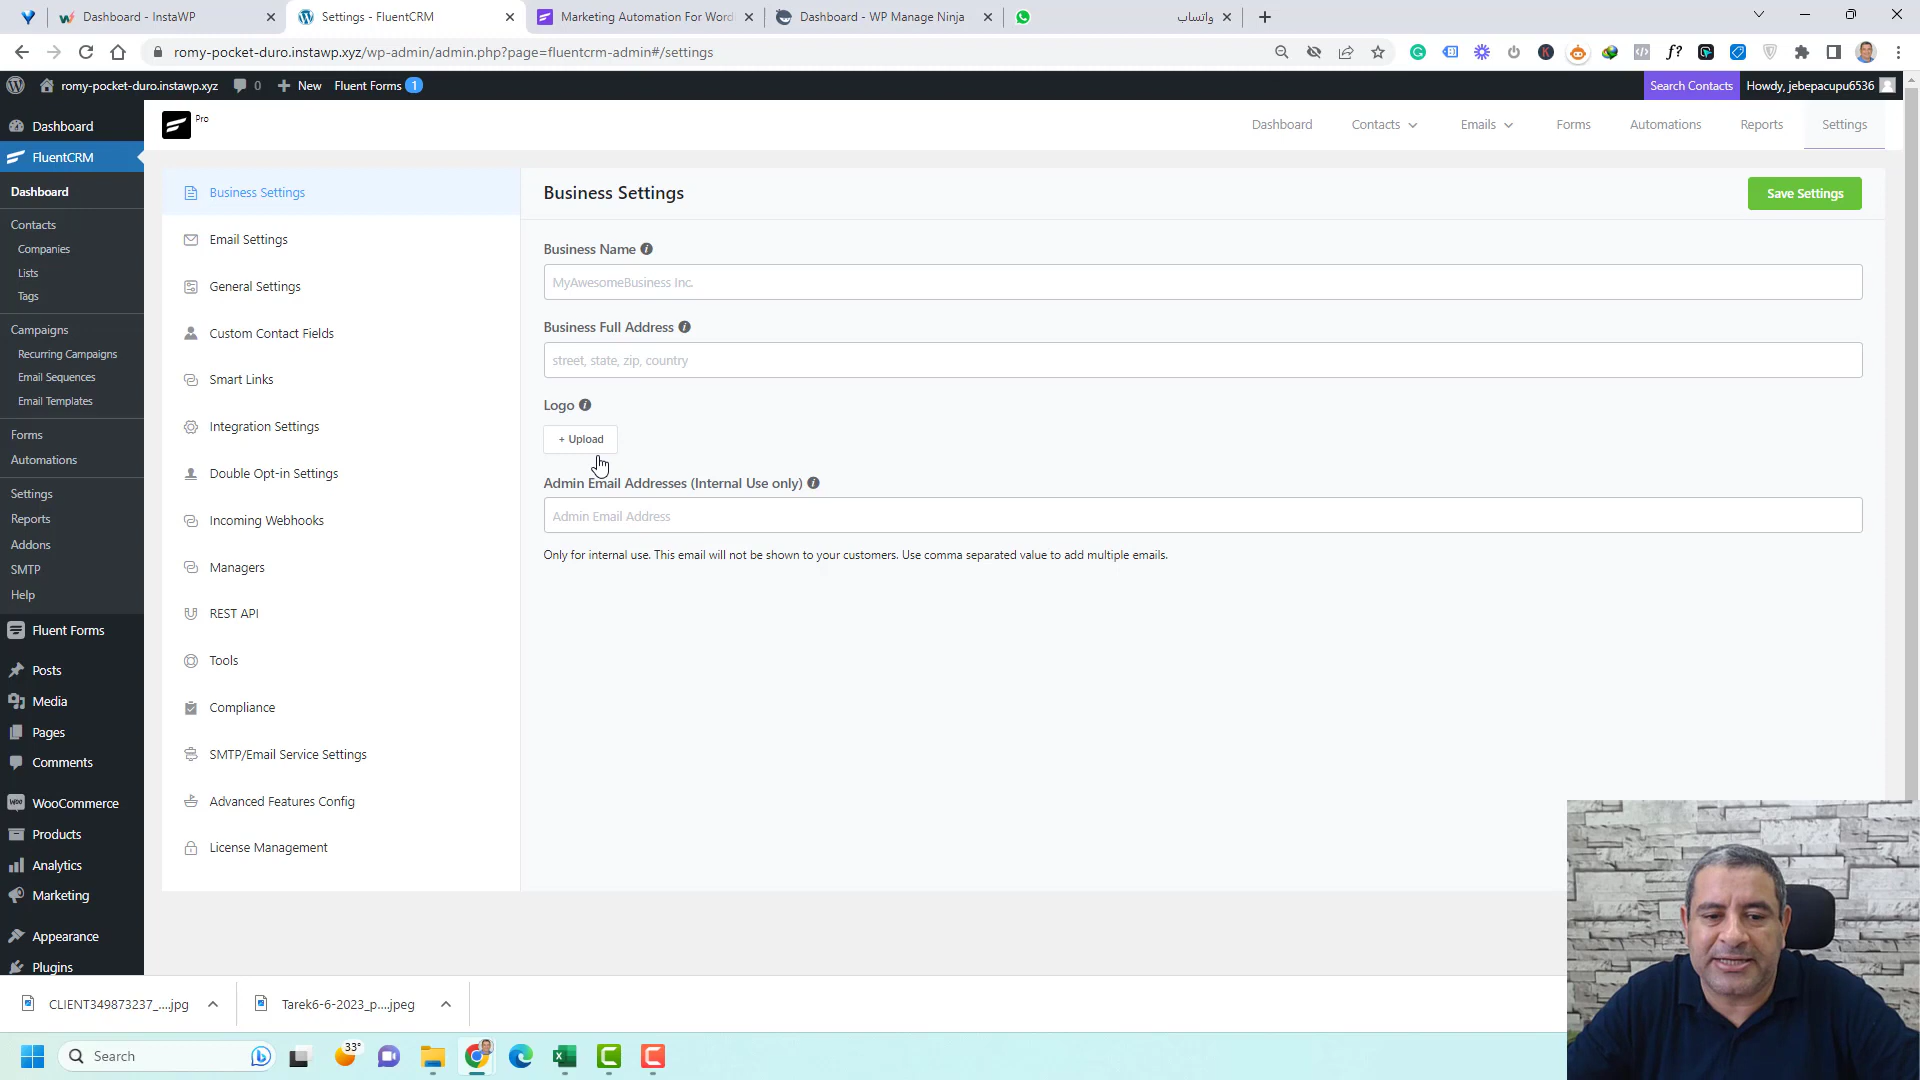 Dashboard - InstaWP
Settings - FluentCRM
Marketing Automation For Word
Dashboard - WP Manage Ninja
واتساب
romy-pocket-duro.instawp.xyz/wp-admin/admin.php?page=fluentcrm-admin#/settings
romy-pocket-duro.instawp.xyz
0
New
Fluent Forms 1
Search Contacts
Howdy, jebepacupu6536
Dashboard
FluentCRM
Dashboard
Contacts
Companies
Lists
Tags
Campaigns
Recurring Campaigns
Email Sequences
Email Templates
Forms
Automations
Settings
Reports
Addons
SMTP
Help
Fluent Forms
Posts
Media
Pages
Comments
WooCommerce
Products
Analytics
Marketing
Appearance
Plugins
Pro
Dashboard
Contacts
Emails
Forms
Automations
Reports
Settings
Business Settings
Email Settings
General Settings
Custom Contact Fields
Smart Links
Integration Settings
Double Opt-in Settings
Incoming Webhooks
Managers
REST API
Tools
Compliance
SMTP/Email Service Settings
Advanced Features Config
License Management
Business Settings
Save Settings
Business Name
MyAwesomeBusiness Inc.
Business Full Address
street, state, zip, country
Logo
+ Upload
Admin Email Addresses (Internal Use only)
Admin Email Address
Only for internal use. This email will not be shown to your customers. Use comma separated value to add multiple emails.
CLIENT349873237_....jpg
Tarek6-6-2023_p....jpeg
Search
33°